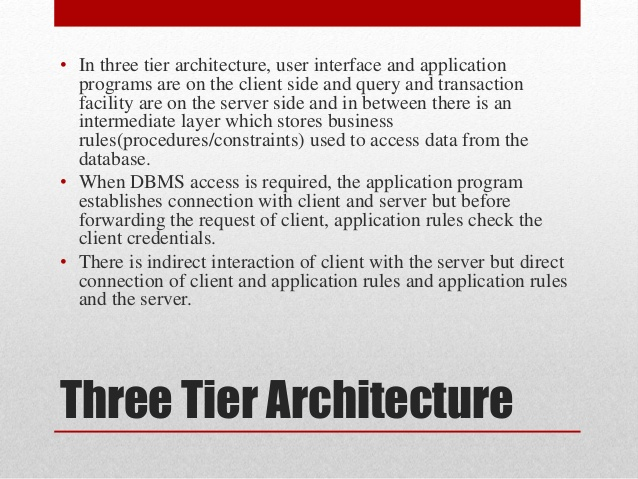 • In three tier architecture, user interface and application
programs are on the client side and query and transaction
facility are on the server side and in between there is an
intermediate layer which stores business
rules(procedures/constraints) used to access data from the
database.
• When DBMS access is required, the application program
establishes connection with client and server but before
forwarding the request of client, application rules check the
client credentials.
• There is indirect interaction of client with the server but direct
connection of client and application rules and application rules
and the server.
Three Tier Architecture